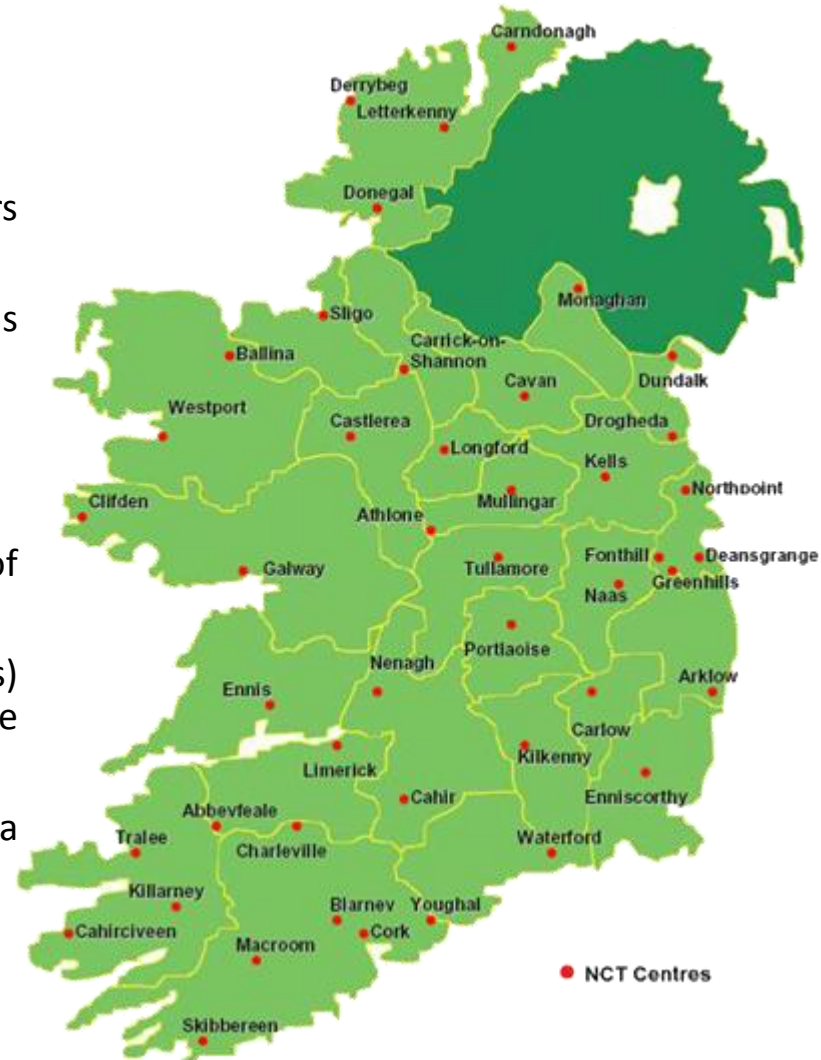 Carndonagh
Derrybeg
Letterkenny
rs
Donegal
Monaghan
s
Sligo
Carrick-on-
Shannon
Ballina
Cavan
Dundalk
Westport
Castlerea
Drogheda
Longford
Kells
Northpoint
Clifden
Mullingar
Athlone
of
Galway
Tullamore
Fonthill
Deansgrange
Greenhills
Naas
Portlaoise
Nenagh
s)
Ennis
Arklow
e
Carlow
Limerick
Kilkenny
Cahir
Enniscorthy
Abbeyfeale
a
Tralee
Charleville
Waterford
Killarney
Blarney
Youghal
Cahirciveen
Cork
Macroom
NCT Centres
Skibbereen